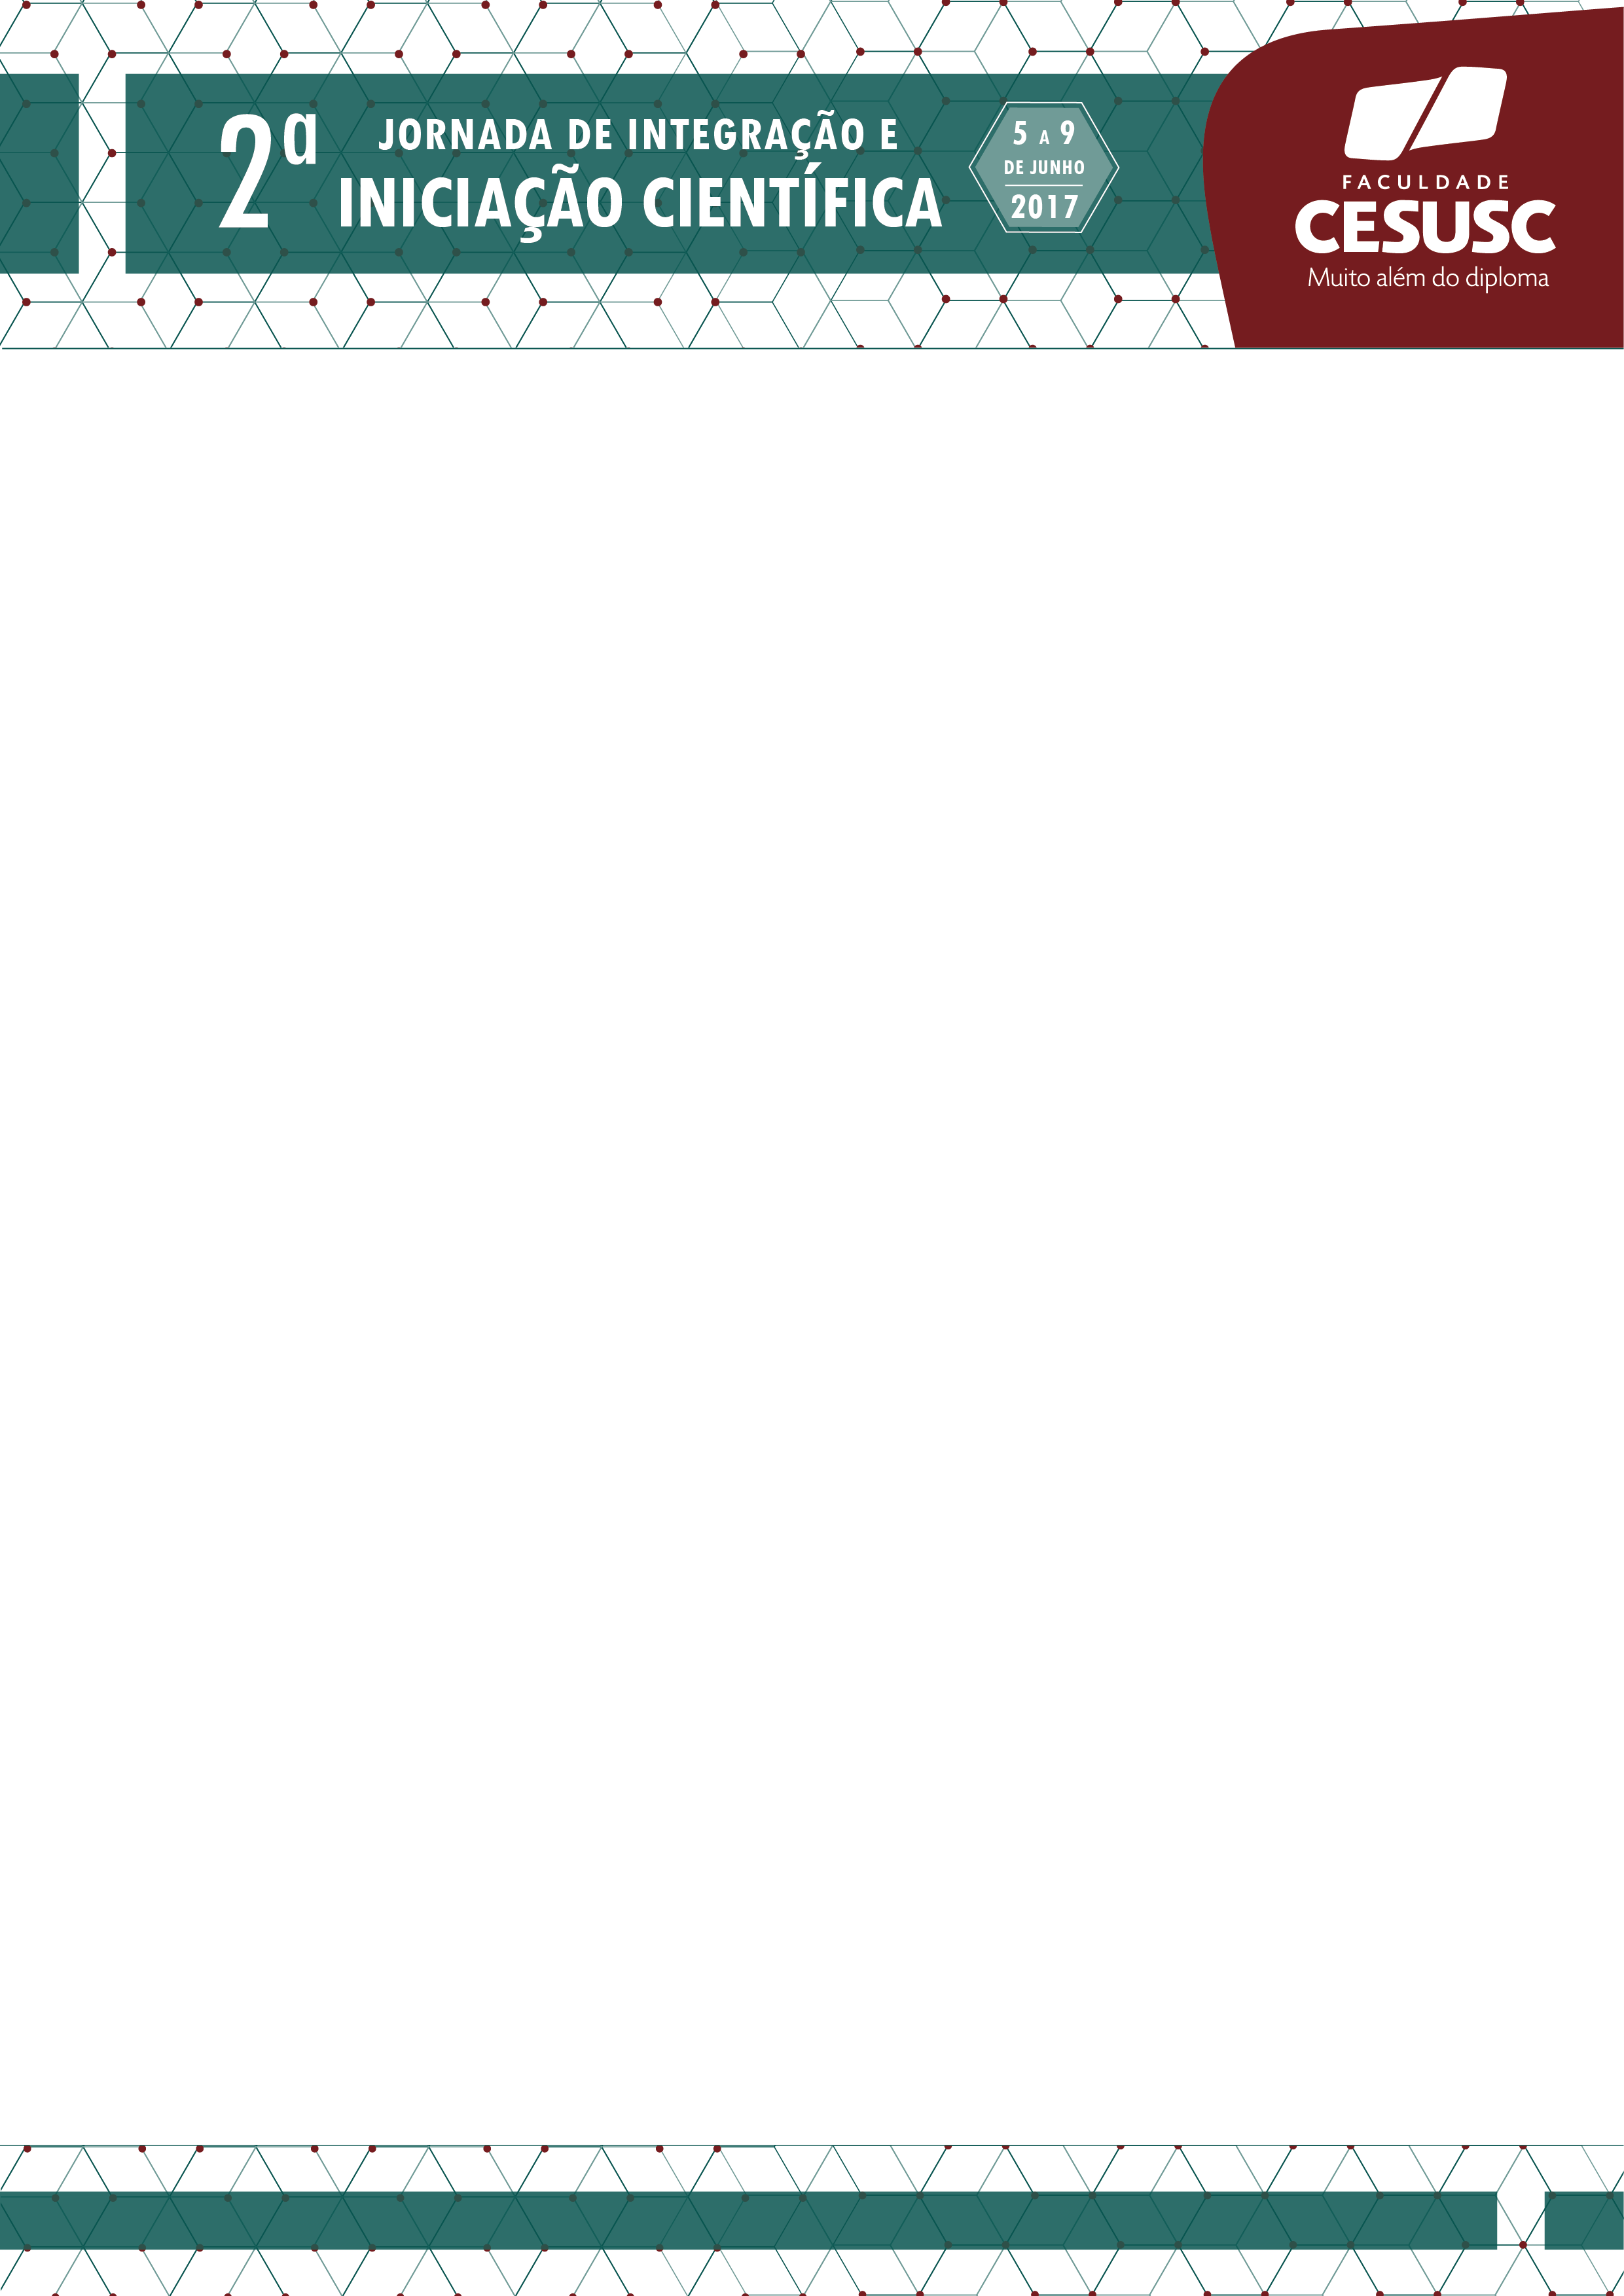 2ª
JORNADA DE INTEGRAÇÃO E
INICIAÇÃO CIENTÍFICA
5 A 9
DE JUNHO
2017
FACULDADE
CESUSC
Muito além do diploma